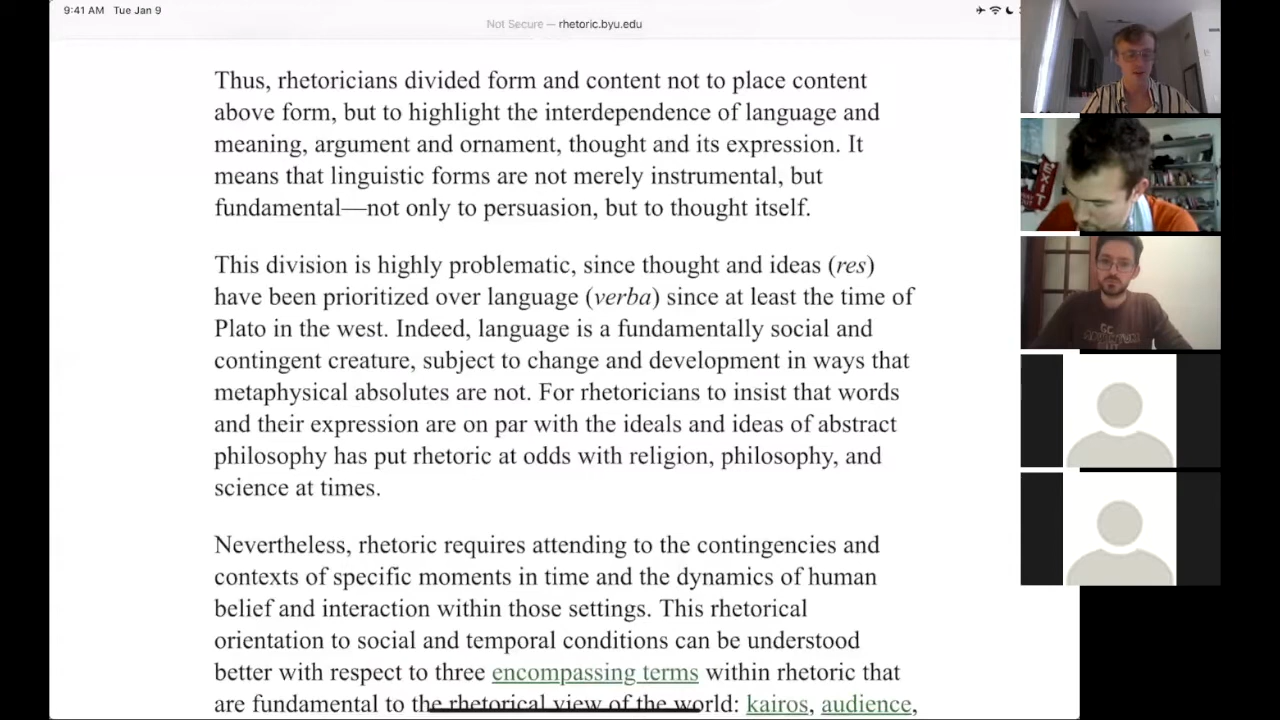 9:41 AM Tue Jan 9
Not Secure — rhetoric.byu.edu
Thus, rhetoricians divided form and content not to place content
above form, but to highlight the interdependence of language and
meaning, argument and ornament, thought and its expression. It
means that linguistic forms are not merely instrumental, but
fundamental—not only to persuasion, but to thought itself.
This division is highly problematic, since thought and ideas (res)
have been prioritized over language (verba) since at least the time of
Plato in the west. Indeed, language is a fundamentally social and
contingent creature, subject to change and development in ways that
metaphysical absolutes are not. For rhetoricians to insist that words
and their expression are on par with the ideals and ideas of abstract
philosophy has put rhetoric at odds with religion, philosophy, and
science at times.
Nevertheless, rhetoric requires attending to the contingencies and
contexts of specific moments in time and the dynamics of human
belief and interaction within those settings. This rhetorical
orientation to social and temporal conditions can be understood
better with respect to three encompassing terms within rhetoric that
are fundamental to the rhetorical view of the world: kairos, audience,
EXIT
GC